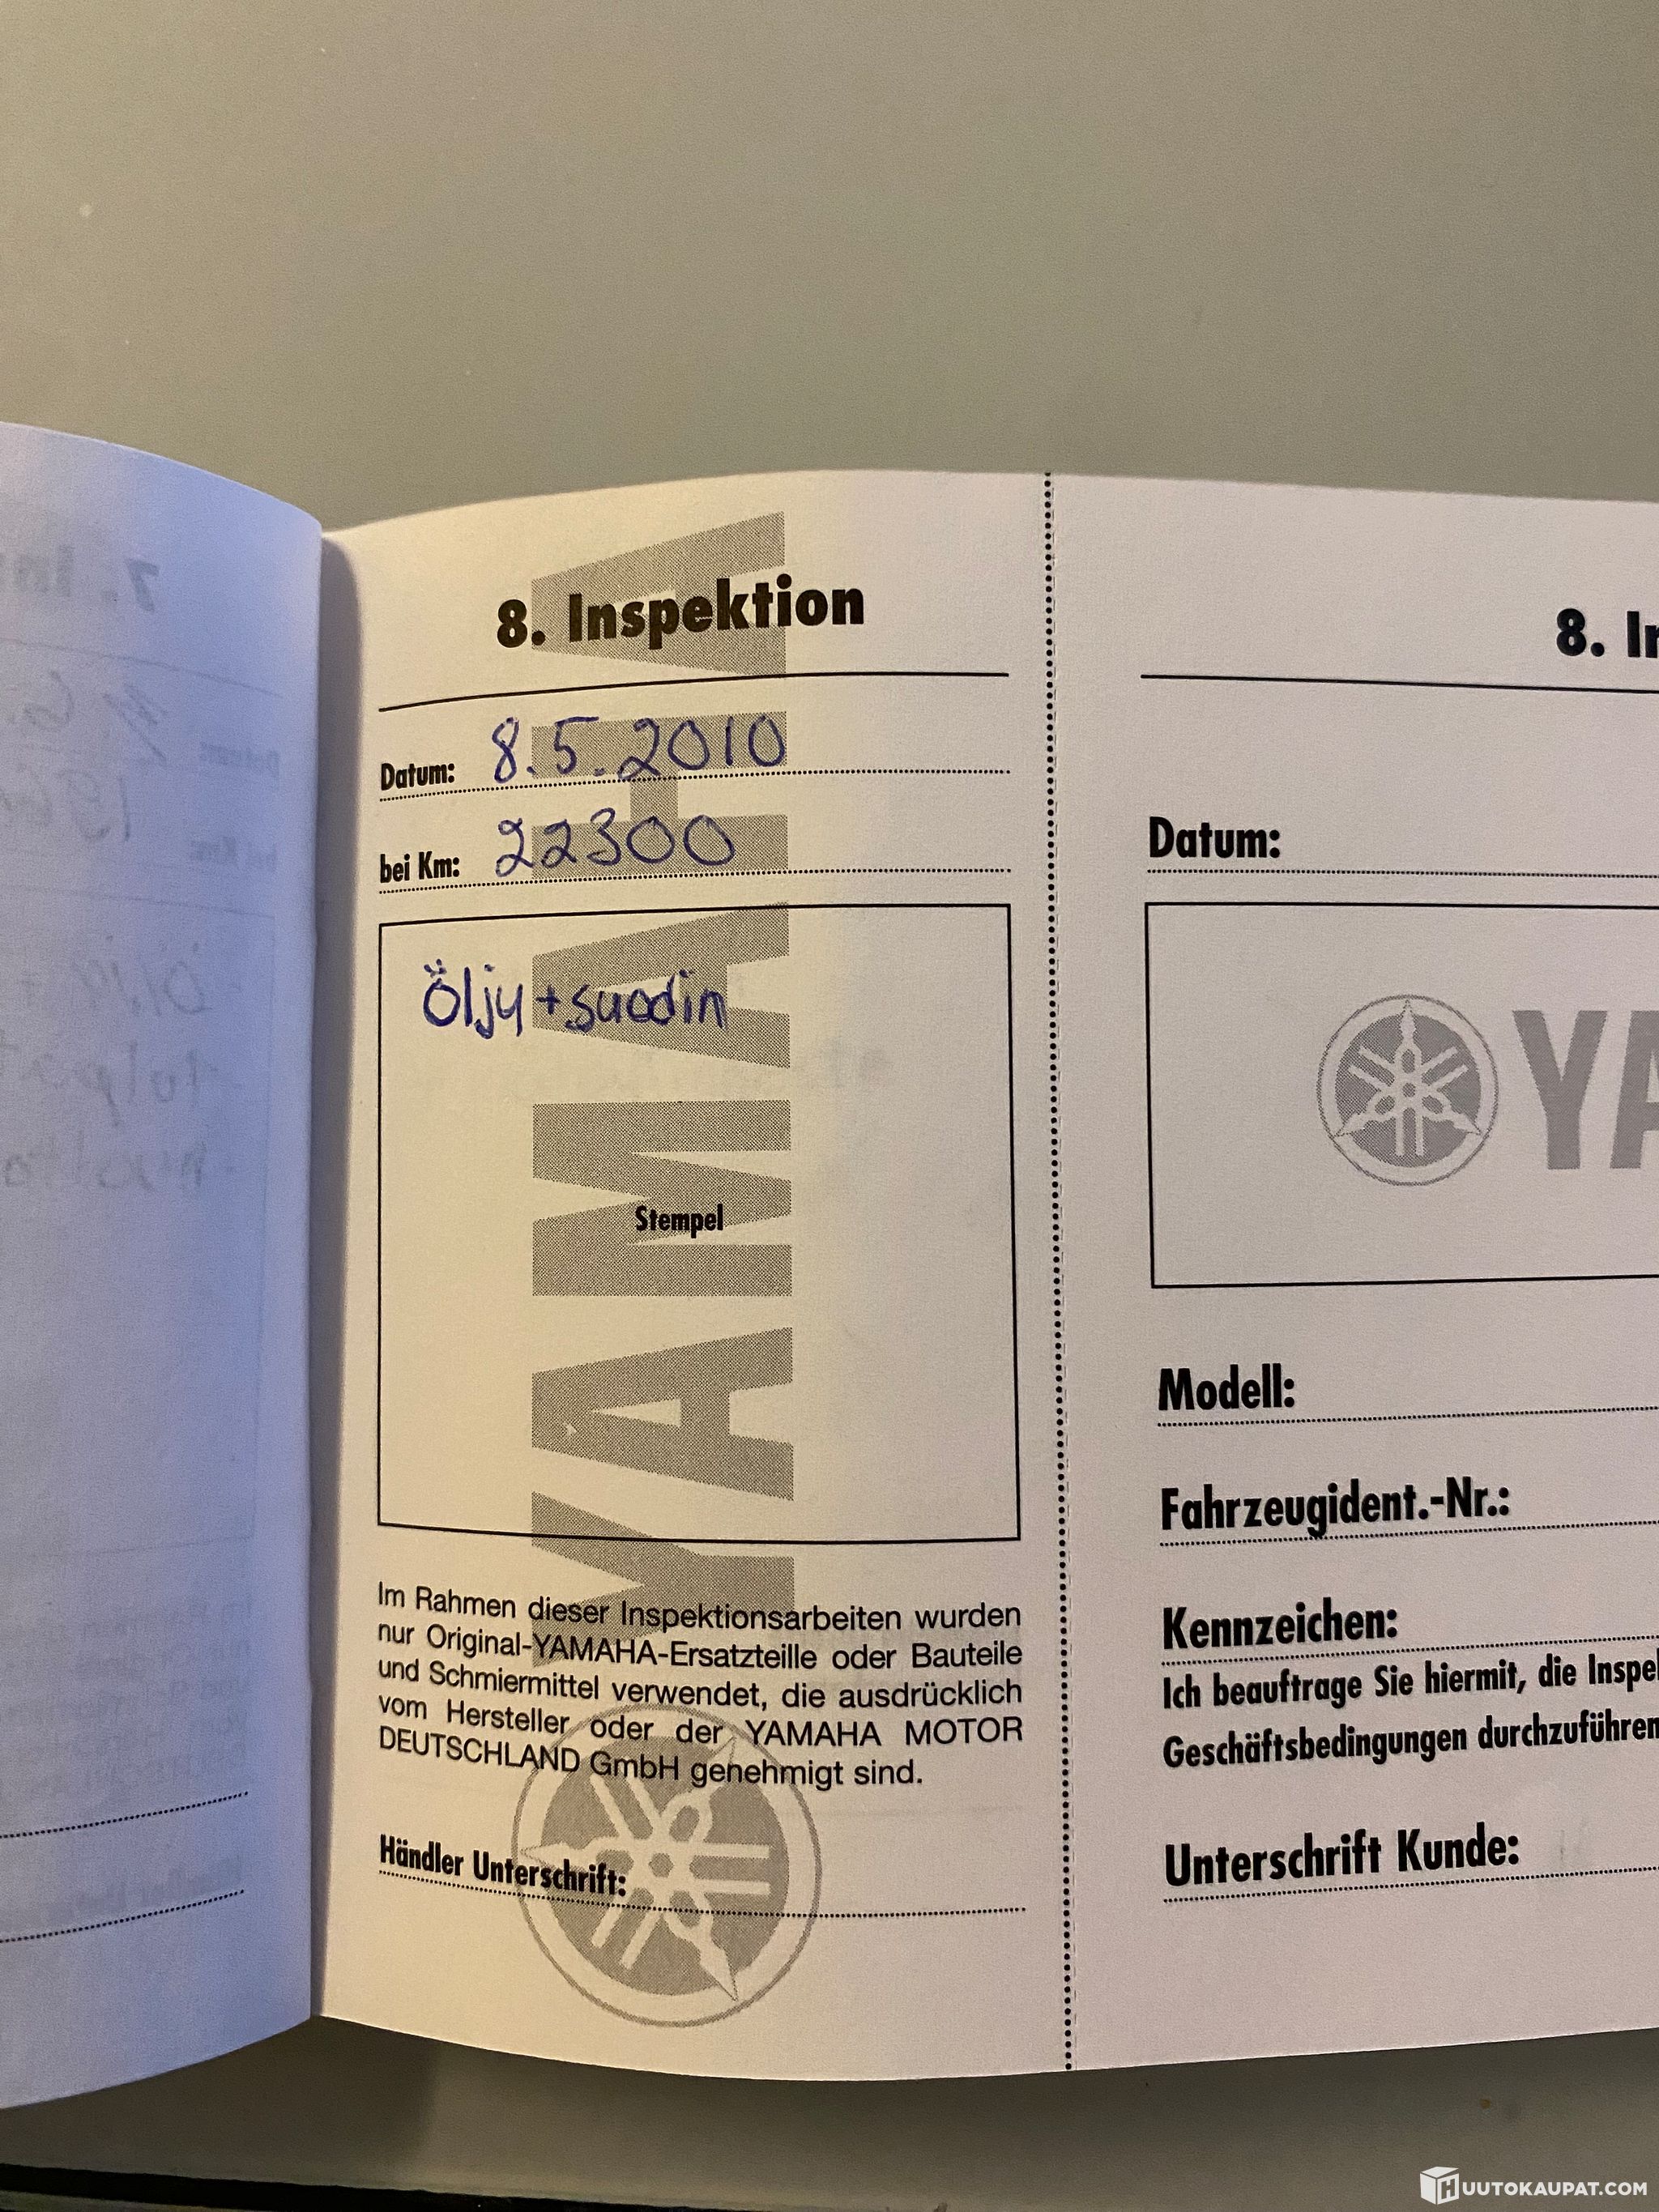 8. Inspektion
Datum: 8.5.2010
bei Km: 22300
Öljy + suodin
Stempel
YAMAHA
Im Rahmen dieser Inspektionsarbeiten wurden
nur Original-YAMAHA-Ersatzteille oder Bauteile
und Schmiermittel verwendet, die ausdrücklich
vom Hersteller oder der YAMAHA MOTOR
DEUTSCHLAND GmbH genehmigt sind.
Händler Unterschrift:
8. In
Datum:
YA
Modell:
Fahrzeugident.-Nr.:
Kennzeichen:
Ich beauftrage Sie hiermit, die Inspe
Geschäftsbedingungen durchzuführen
Unterschrift Kunde:
HUUTOKAUPAT.COM